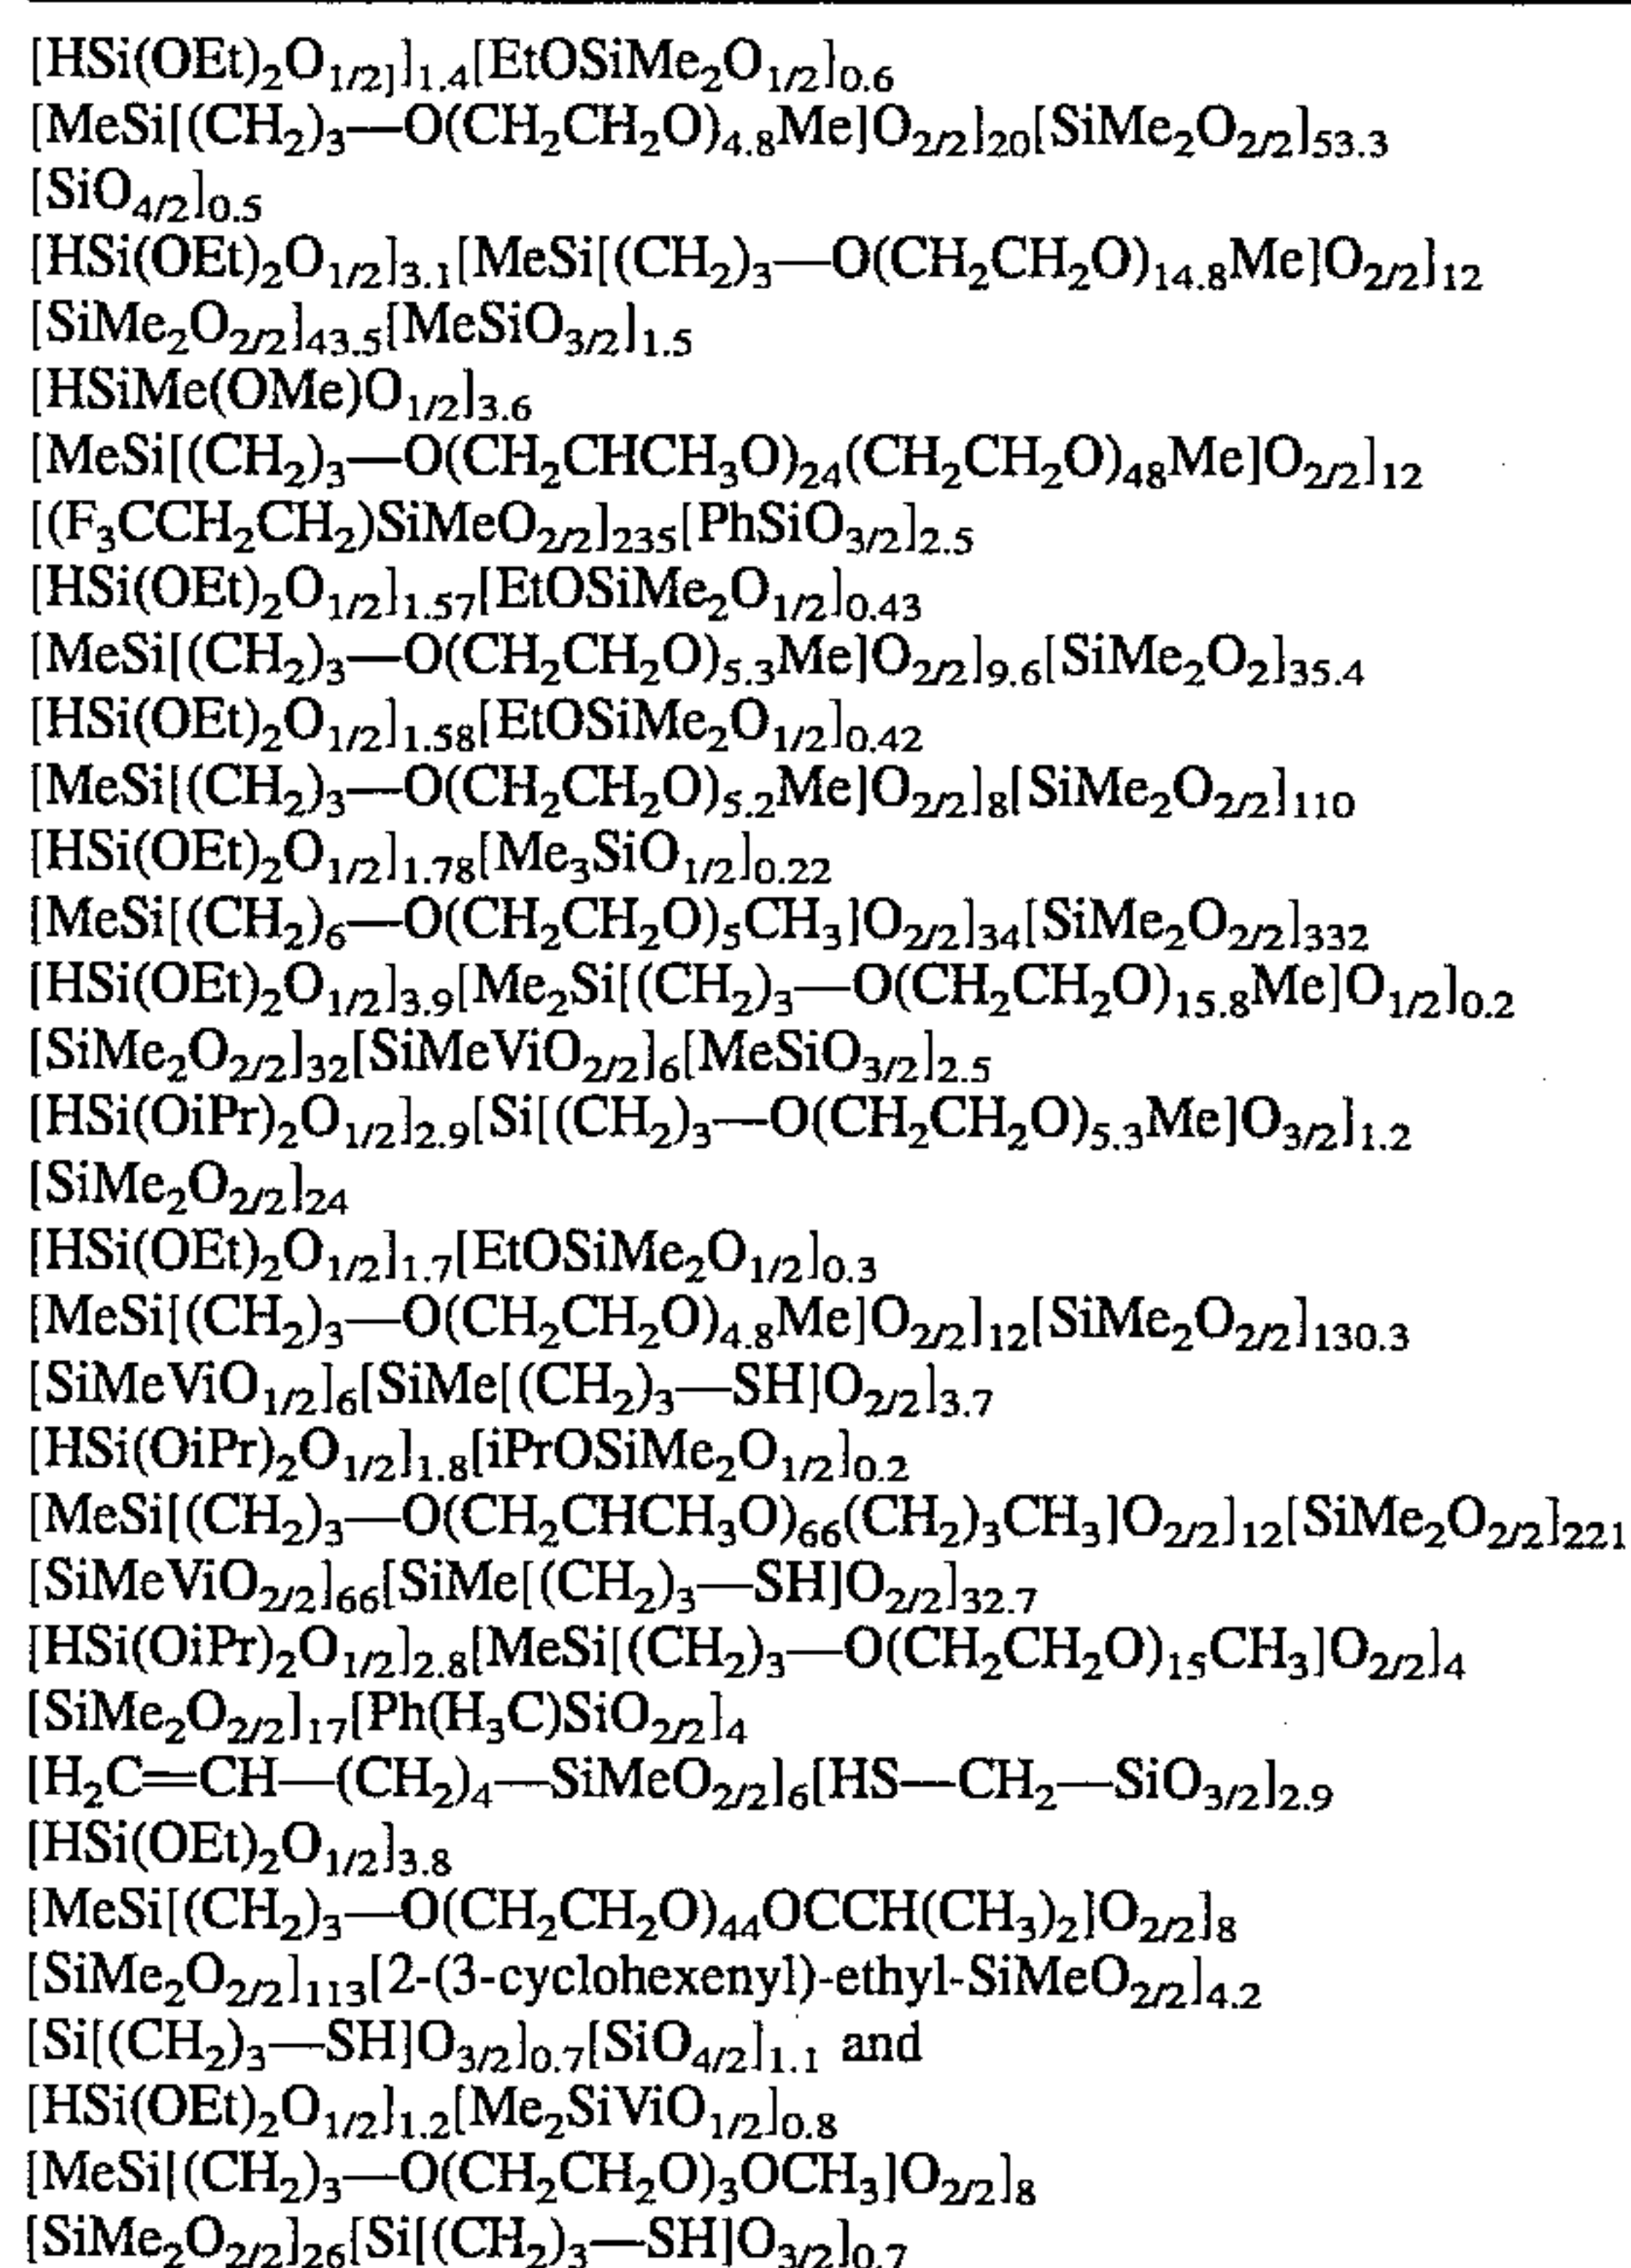 [HSi(OEt)₂O₁/₂]]₁.₄[EtOSiMe₂O₁/₂]₀.₆
[MeSi[(CH₂)₃—O(CH₂CH₂O)₄.₈Me]O₂/₂]₂₀[SiMe₂O₂/₂]₅₃.₃
[SiO₄/₂]₀.₅
[HSi(OEt)₂O₁/₂]₃.₁[MeSi[(CH₂)₃—O(CH₂CH₂O)₁₄.₈Me]O₂/₂]₁₂
[SiMe₂O₂/₂]₄₃.₅[MeSiO₃/₂]₁.₅
[HSiMe(OMe)O₁/₂]₃.₆
[MeSi[(CH₂)₃—O(CH₂CHCH₃O)₂₄(CH₂CH₂O)₄₈Me]O₂/₂]₁₂
[(F₃CCH₂CH₂)SiMeO₂/₂]₂₃₅[PhSiO₃/₂]₂.₅
[HSi(OEt)₂O₁/₂]₁.₅₇[EtOSiMe₂O₁/₂]₀.₄₃
[MeSi[(CH₂)₃—O(CH₂CH₂O)₅.₃Me]O₂/₂]₉.₆[SiMe₂O₂]₃₅.₄
[HSi(OEt)₂O₁/₂]₁.₅₈[EtOSiMe₂O₁/₂]₀.₄₂
[MeSi[(CH₂)₃—O(CH₂CH₂O)₅.₂Me]O₂/₂]₈[SiMe₂O₂/₂]₁₁₀
[HSi(OEt)₂O₁/₂]₁.₇₈[Me₃SiO₁/₂]₀.₂₂
[MeSi[(CH₂)₆—O(CH₂CH₂O)₅CH₃]O₂/₂]₃₄[SiMe₂O₂/₂]₃₃₂
[HSi(OEt)₂O₁/₂]₃.₉[Me₂Si[(CH₂)₃—O(CH₂CH₂O)₁₅.₈Me]O₁/₂]₀.₂
[SiMe₂O₂/₂]₃₂[SiMeViO₂/₂]₆[MeSiO₃/₂]₂.₅
[HSi(OiPr)₂O₁/₂]₂.₉[Si[(CH₂)₃—O(CH₂CH₂O)₅.₃Me]O₃/₂]₁.₂
[SiMe₂O₂/₂]₂₄
[HSi(OEt)₂O₁/₂]₁.₇[EtOSiMe₂O₁/₂]₀.₃
[MeSi[(CH₂)₃—O(CH₂CH₂O)₄.₈Me]O₂/₂]₁₂[SiMe₂O₂/₂]₁₃₀.₃
[SiMeViO₁/₂]₆[SiMe[(CH₂)₃—SH]O₂/₂]₃.₇
[HSi(OiPr)₂O₁/₂]₁.₈[iPrOSiMe₂O₁/₂]₀.₂
[MeSi[(CH₂)₃—O(CH₂CHCH₃O)₆₆(CH₂)₃CH₃]O₂/₂]₁₂[SiMe₂O₂/₂]₂₂₁
[SiMeViO₂/₂]₆₆[SiMe[(CH₂)₃—SH]O₂/₂]₃₂.₇
[HSi(OiPr)₂O₁/₂]₂.₈[MeSi[(CH₂)₃—O(CH₂CH₂O)₁₅CH₃]O₂/₂]₄
[SiMe₂O₂/₂]₁₇[Ph(H₃C)SiO₂/₂]₄
[H₂C=CH—(CH₂)₄—SiMeO₂/₂]₆[HS—CH₂—SiO₃/₂]₂.₉
[HSi(OEt)₂O₁/₂]₃.₈
[MeSi[(CH₂)₃—O(CH₂CH₂O)₄₄OCCH(CH₃)₂]O₂/₂]₈
[SiMe₂O₂/₂]₁₁₃[2-(3-cyclohexenyl)-ethyl-SiMeO₂/₂]₄.₂
[Si[(CH₂)₃—SH]O₃/₂]₀.₇[SiO₄/₂]₁.₁ and
[HSi(OEt)₂O₁/₂]₁.₂[Me₂SiViO₁/₂]₀.₈
[MeSi[(CH₂)₃—O(CH₂CH₂O)₃OCH₃]O₂/₂]₈
[SiMe₂O₂/₂]₂₆[Si[(CH₂)₃—SH]O₃/₂]₀.₇